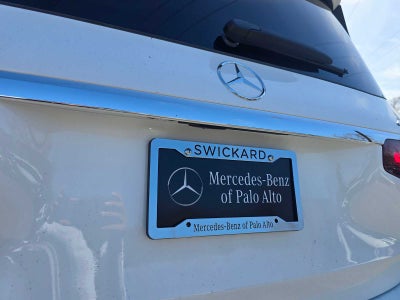 SWICKARD
Mercedes-Benz
of Palo Alto
Mercedes-Benz of Palo Alto